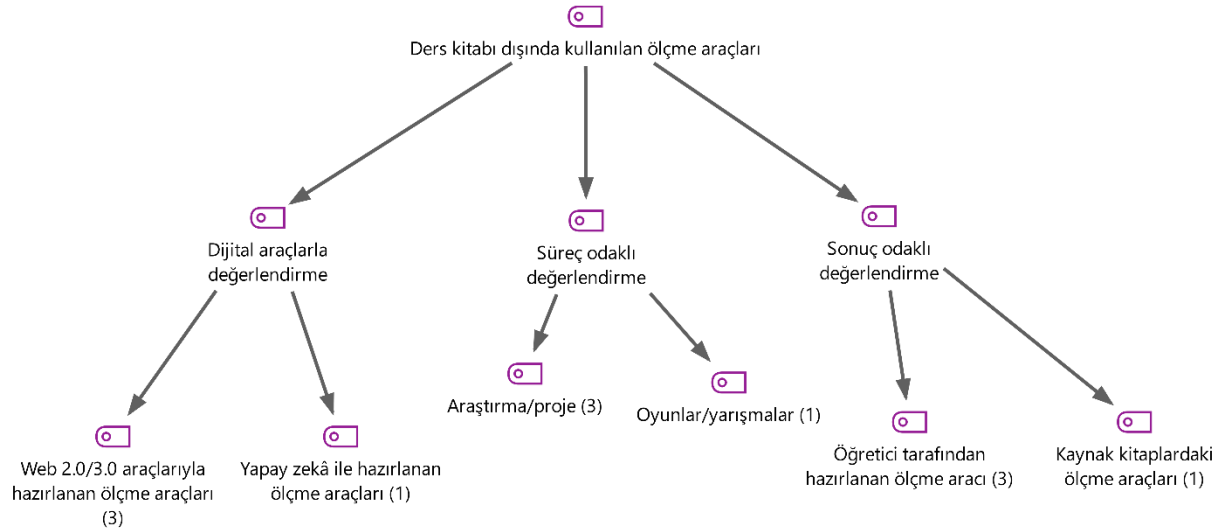 Ders kitabı dışında kullanılan ölçme araçları
Dijital araçlarla
değerlendirme
Süreç odaklı
değerlendirme
Sonuç odaklı
değerlendirme
Web 2.0/3.0 araçlarıyla
hazırlanan ölçme araçları
(3)
Yapay zekâ ile hazırlanan
ölçme araçları (1)
Araştırma/proje (3)
Oyunlar/yarışmalar (1)
Öğretici tarafından
hazırlanan ölçme aracı (3)
Kaynak kitaplardaki
ölçme araçları (1)